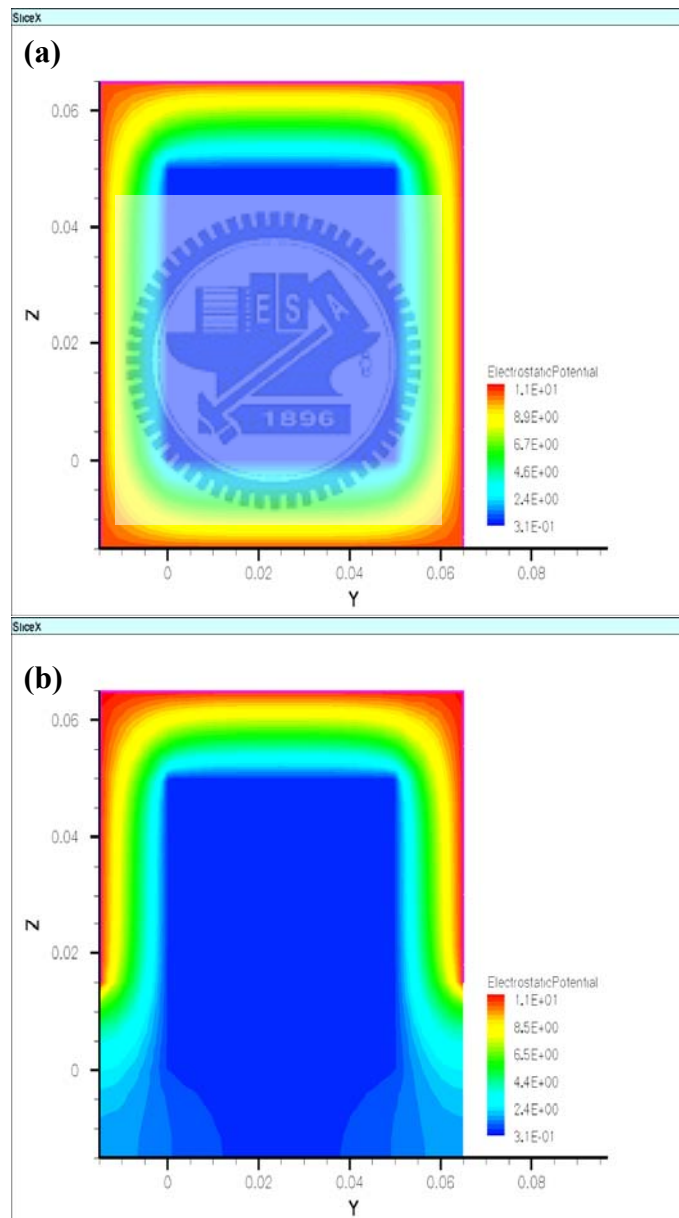 SliceX
(a)
0.06
0.04
0.02
0
Z
0 0.02 0.04 0.06 0.08
Y
ElectrostaticPotential
1.1E+01
8.9E+00
6.7E+00
4.6E+00
2.4E+00
3.1E-01
E S A
1896
SliceX
(b)
0.06
0.04
0.02
0
Z
0 0.02 0.04 0.06 0.08
Y
ElectrostaticPotential
1.1E+01
8.5E+00
6.5E+00
4.4E+00
2.4E+00
3.1E-01